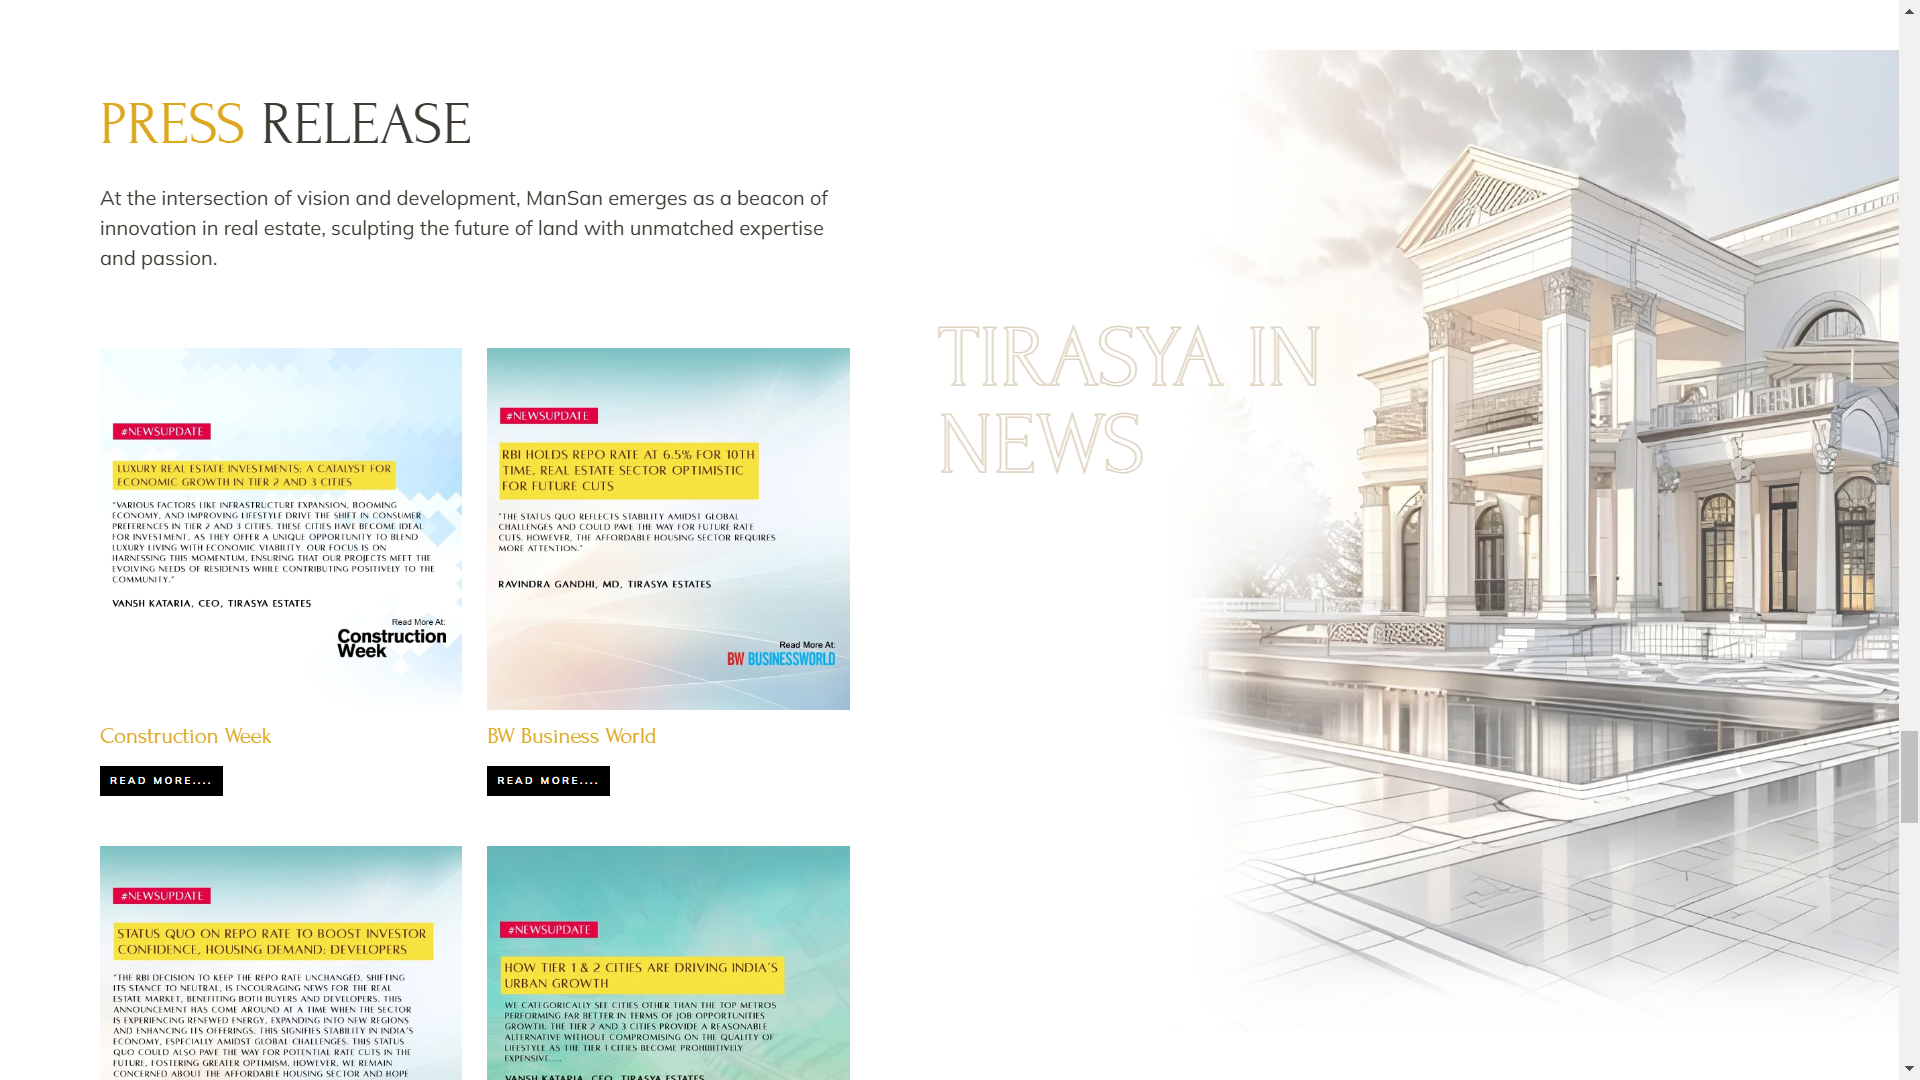 PRESS RELEASE
At the intersection of vision and development, ManSan emerges as a beacon of
innovation in real estate, sculpting the future of land with unmatched expertise
and passion.
TIRASYA IN
NEWS
#NEWSUPDATE
LUXURY REAL ESTATE INVESTMENTS: A CATALYST FOR
ECONOMIC GROWTH IN TIER 2 AND 3 CITIES
"VARIOUS FACTORS LIKE INFRASTRUCTURE EXPANSION, BOOMING
ECONOMY, AND IMPROVING LIFESTYLE DRIVE THE SHIFT IN CONSUMER
PREFERENCES IN TIER 2 AND 3 CITIES. THESE CITIES HAVE BECOME IDEAL
FOR INVESTMENT, AS THEY OFFER A UNIQUE OPPORTUNITY TO BLEND
LUXURY LIVING WITH ECONOMIC VIABILITY. OUR FOCUS IS ON
HARNESSING THIS MOMENTUM, ENSURING THAT OUR PROJECTS MEET THE
EVOLVING NEEDS OF RESIDENTS WHILE CONTRIBUTING POSITIVELY TO THE
COMMUNITY."
VANSH KATARIA, CEO, TIRASYA ESTATES
Read More At:
Construction
Week
Construction Week
READ MORE....
#NEWSUPDATE
RBI HOLDS REPO RATE AT 6.5% FOR 10TH
TIME, REAL ESTATE SECTOR OPTIMISTIC
FOR FUTURE CUTS
"THE STATUS QUO REFLECTS STABILITY AMIDST GLOBAL
CHALLENGES AND COULD PAVE THE WAY FOR FUTURE RATE
CUTS. HOWEVER, THE AFFORDABLE HOUSING SECTOR REQUIRES
MORE ATTENTION."
RAVINDRA GANDHI, MD, TIRASYA ESTATES
Read More At:
BW BUSINESSWORLD
BW Business World
READ MORE....
#NEWSUPDATE
STATUS QUO ON REPO RATE TO BOOST INVESTOR
CONFIDENCE, HOUSING DEMAND: DEVELOPERS
"THE RBI DECISION TO KEEP THE REPO RATE UNCHANGED, SHIFTING
ITS STANCE TO NEUTRAL, IS ENCOURAGING NEWS FOR THE REAL
ESTATE MARKET, BENEFITING BOTH BUYERS AND DEVELOPERS. THIS
ANNOUNCEMENT HAS COME AROUND AT A TIME WHEN THE SECTOR
IS EXPERIENCING RENEWED ENERGY, EXPANDING INTO NEW REGIONS
AND ENHANCING ITS OFFERINGS. THIS SIGNIFIES STABILITY IN INDIA'S
ECONOMY, ESPECIALLY AMIDST GLOBAL CHALLENGES. THIS STATUS
QUO COULD ALSO PAVE THE WAY FOR POTENTIAL RATE CUTS IN THE
FUTURE, FOSTERING GREATER OPTIMISM. HOWEVER, WE REMAIN
CONCERNED ABOUT THE AFFORDABLE HOUSING SECTOR AND HOPE
#NEWSUPDATE
HOW TIER 1 & 2 CITIES ARE DRIVING INDIA'S
URBAN GROWTH
WE CATEGORICALLY SEE CITIES OTHER THAN THE TOP METROS
PERFORMING FAR BETTER IN TERMS OF JOB OPPORTUNITIES
GROWTH. THE TIER 2 AND 3 CITIES PROVIDE A REASONABLE
ALTERNATIVE WITHOUT COMPROMISING ON THE QUALITY OF
LIFESTYLE AS THE TIER 1 CITIES BECOME PROHIBITIVELY
EXPENSIVE.....
VANSH KATARIA, CEO, TIRASYA ESTATES